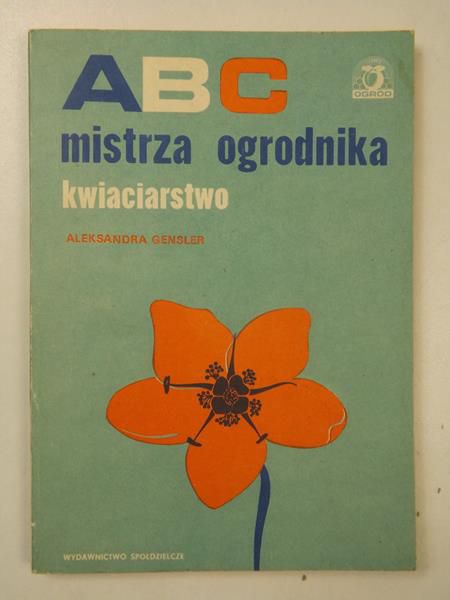 ABC
OGRÓD
mistrza ogrodnika
kwiaciarstwo
ALEKSANDRA GENSLER
WYDAWNICTWO SPÓŁDZIELCZE